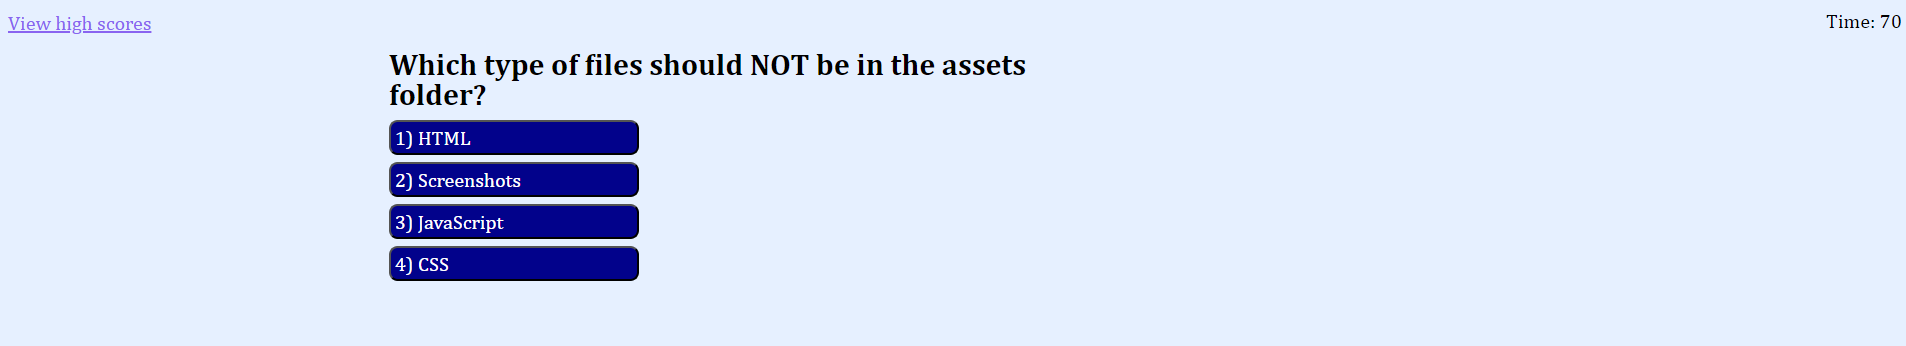 View high scores
Time: 70
Which type of files should NOT be in the assets
folder?
1) HTML
2) Screenshots
3) JavaScript
4) CSS